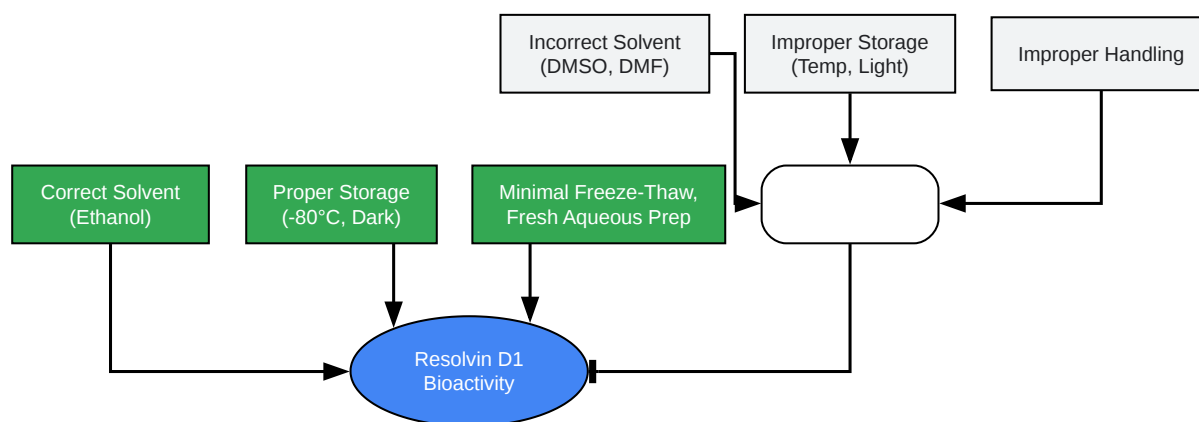 Incorrect Solvent
(DMSO, DMF)
Improper Storage
(Temp, Light)
Improper Handling
Correct Solvent
(Ethanol)
Proper Storage
(-80°C, Dark)
Minimal Freeze-Thaw,
Fresh Aqueous Prep
Resolvin D1
Bioactivity